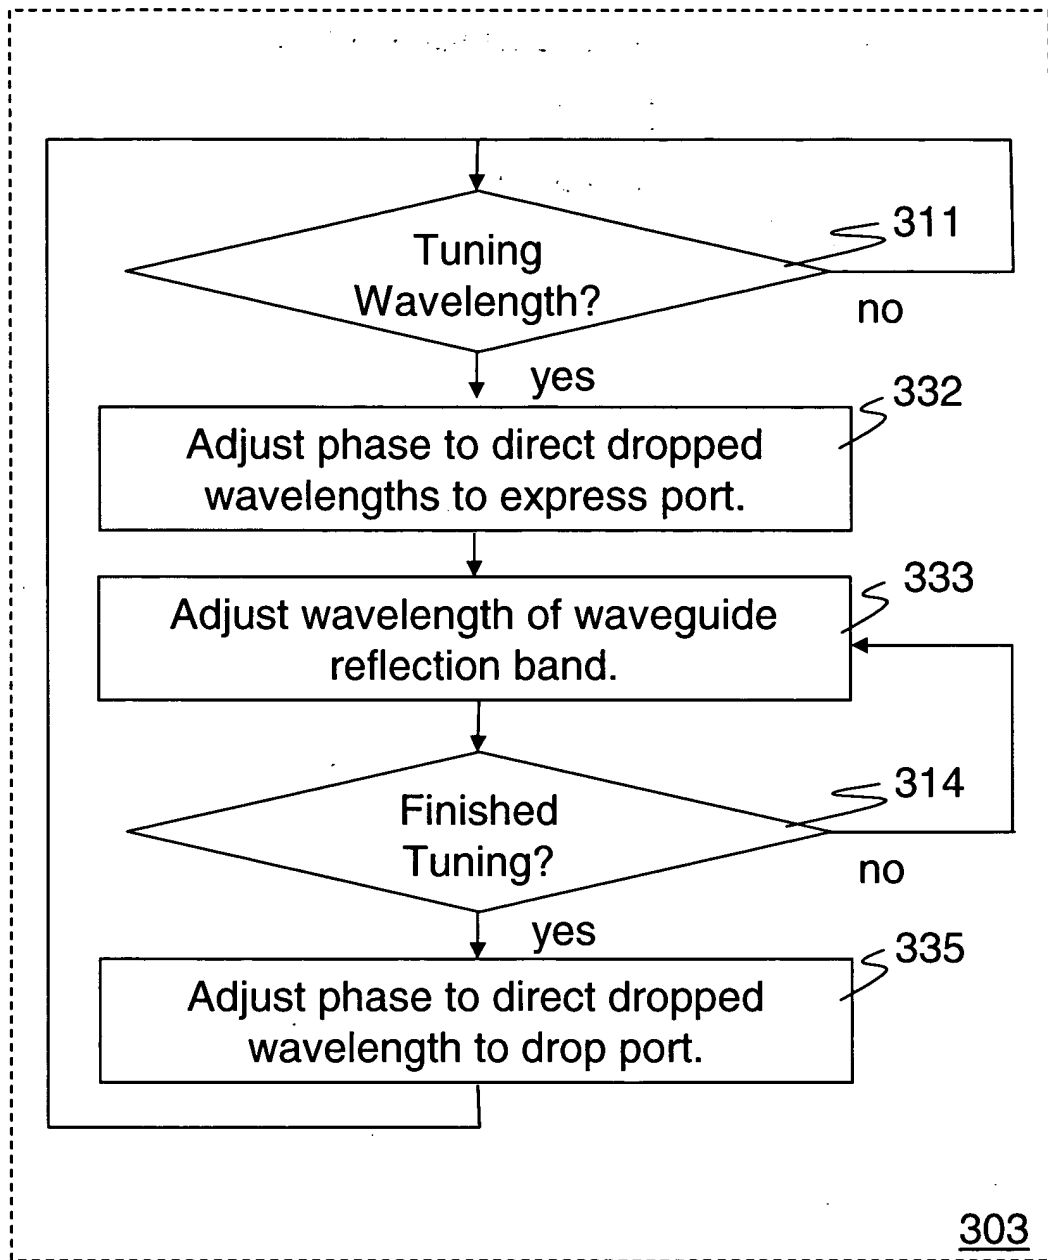 311
Tuning
Wavelength?
no
yes
332
Adjust phase to direct dropped
wavelengths to express port.
333
Adjust wavelength of waveguide
reflection band.
314
Finished
Tuning?
no
yes
335
Adjust phase to direct dropped
wavelength to drop port.
303